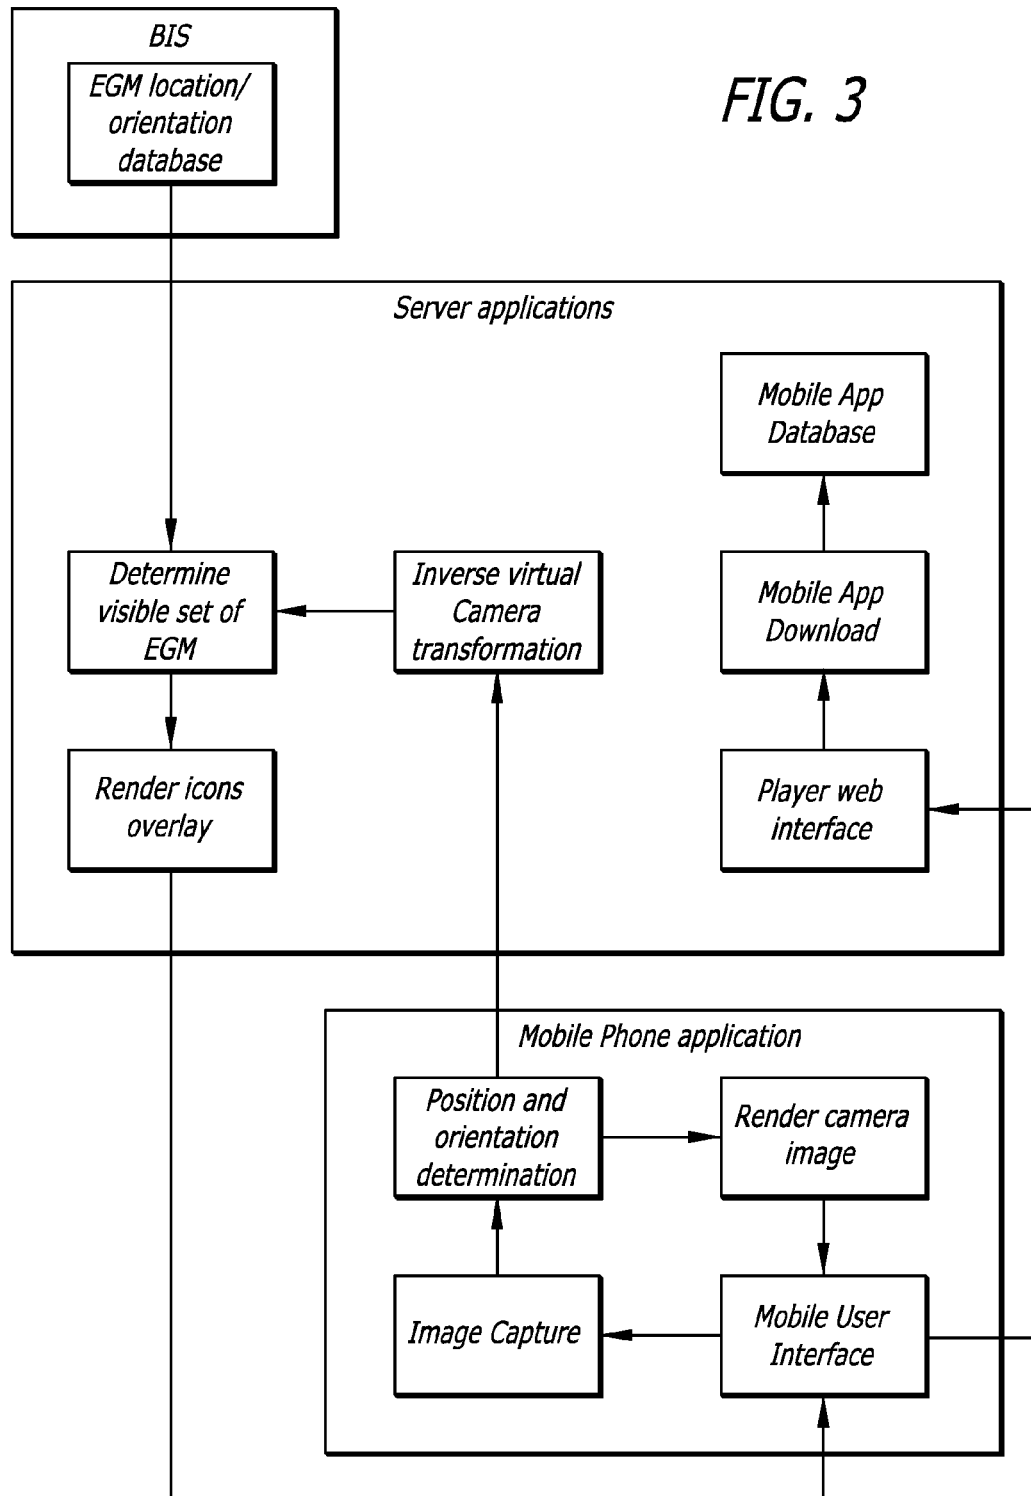 BIS
EGM location/
orientation
database
FIG. 3
Server applications
Mobile App
Database
Determine
visible set of
EGM
Inverse virtual
Camera
transformation
Mobile App
Download
Render icons
overlay
Player web
interface
Mobile Phone application
Position and
orientation
determination
Render camera
image
Image Capture
Mobile User
Interface